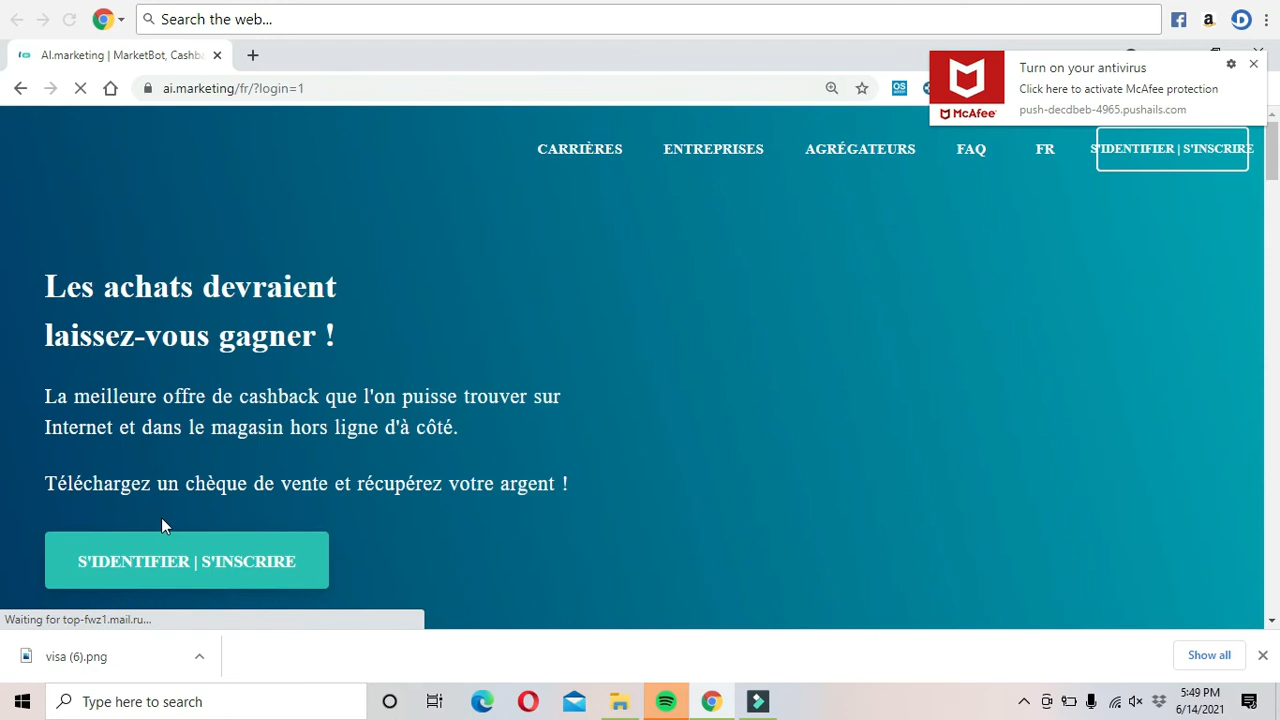 Search the web...
AI.marketing | MarketBot, Cashba
Turn on your antivirus
Click here to activate McAfee protection
push-decdbeb-4965.pushails.com
McAfee
ai.marketing/fr/?login=1
CARRIÈRES ENTREPRISES AGRÉGATEURS FAQ FR S'IDENTIFIER | S'INSCRIRE
Les achats devraient
laissez-vous gagner !
La meilleure offre de cashback que l'on puisse trouver sur
Internet et dans le magasin hors ligne d'à côté.
Téléchargez un chèque de vente et récupérez votre argent !
S'IDENTIFIER | S'INSCRIRE
Waiting for top-fwz1.mail.ru...
visa (6).png
Show all
Type here to search
5:49 PM
6/14/2021